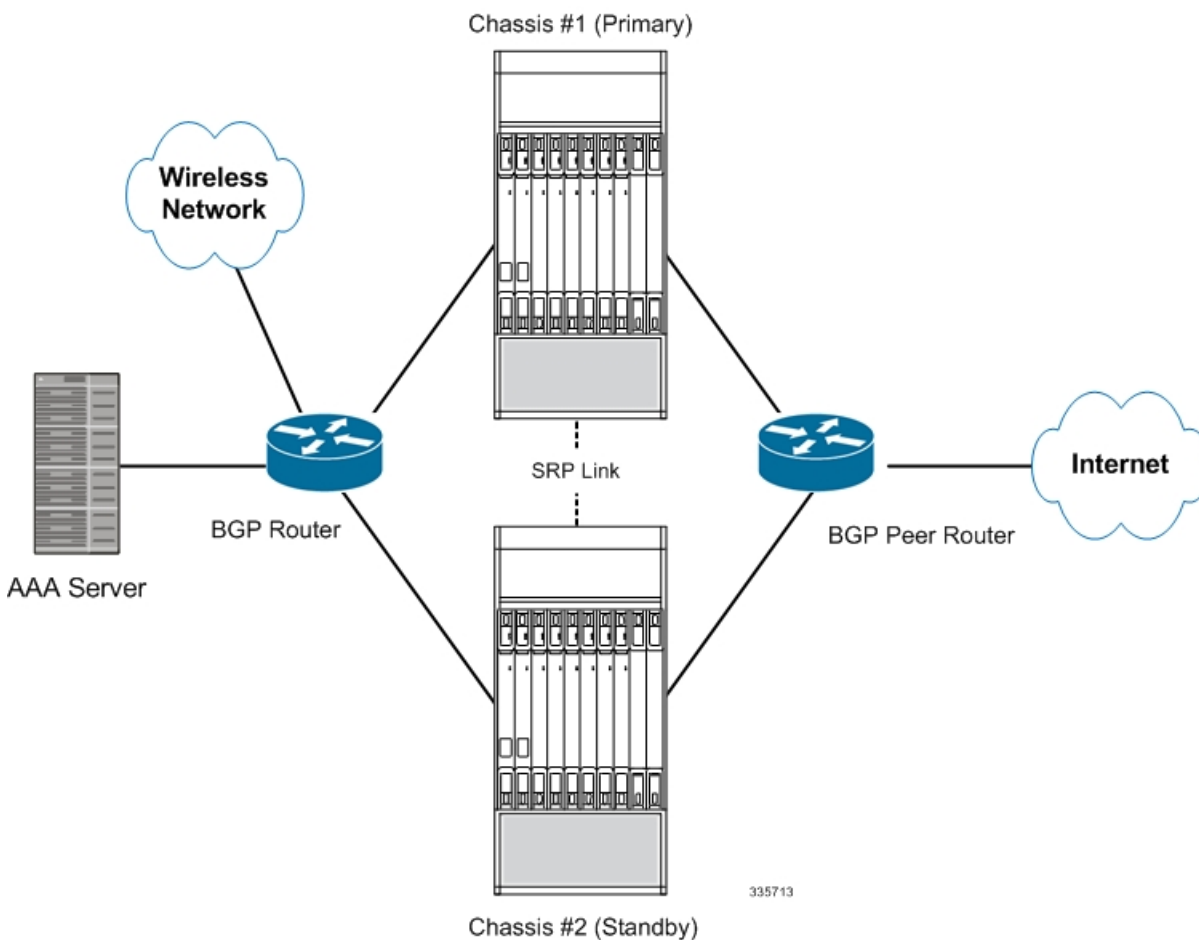 Chassis #1 (Primary)
Wireless
Network
SRP Link
Internet
BGP Router
BGP Peer Router
AAA Server
335713
Chassis #2 (Standby)